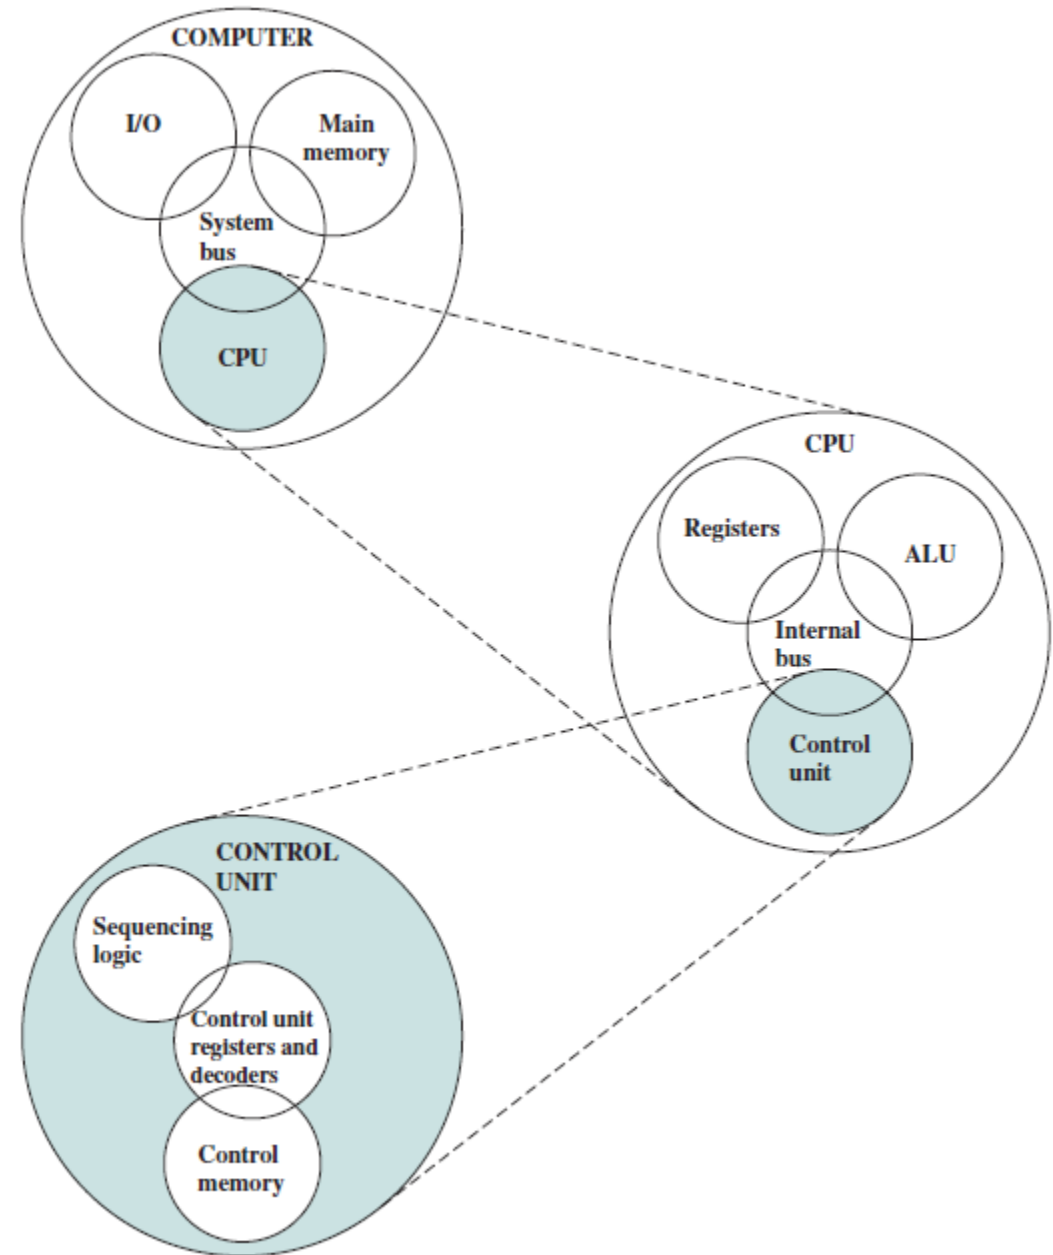 COMPUTER
I/O
Main
memory
System
bus
CPU
CPU
Registers
ALU
Internal
bus
Control
unit
CONTROL
UNIT
Sequencing
logic
Control unit
registers and
decoders
Control
memory